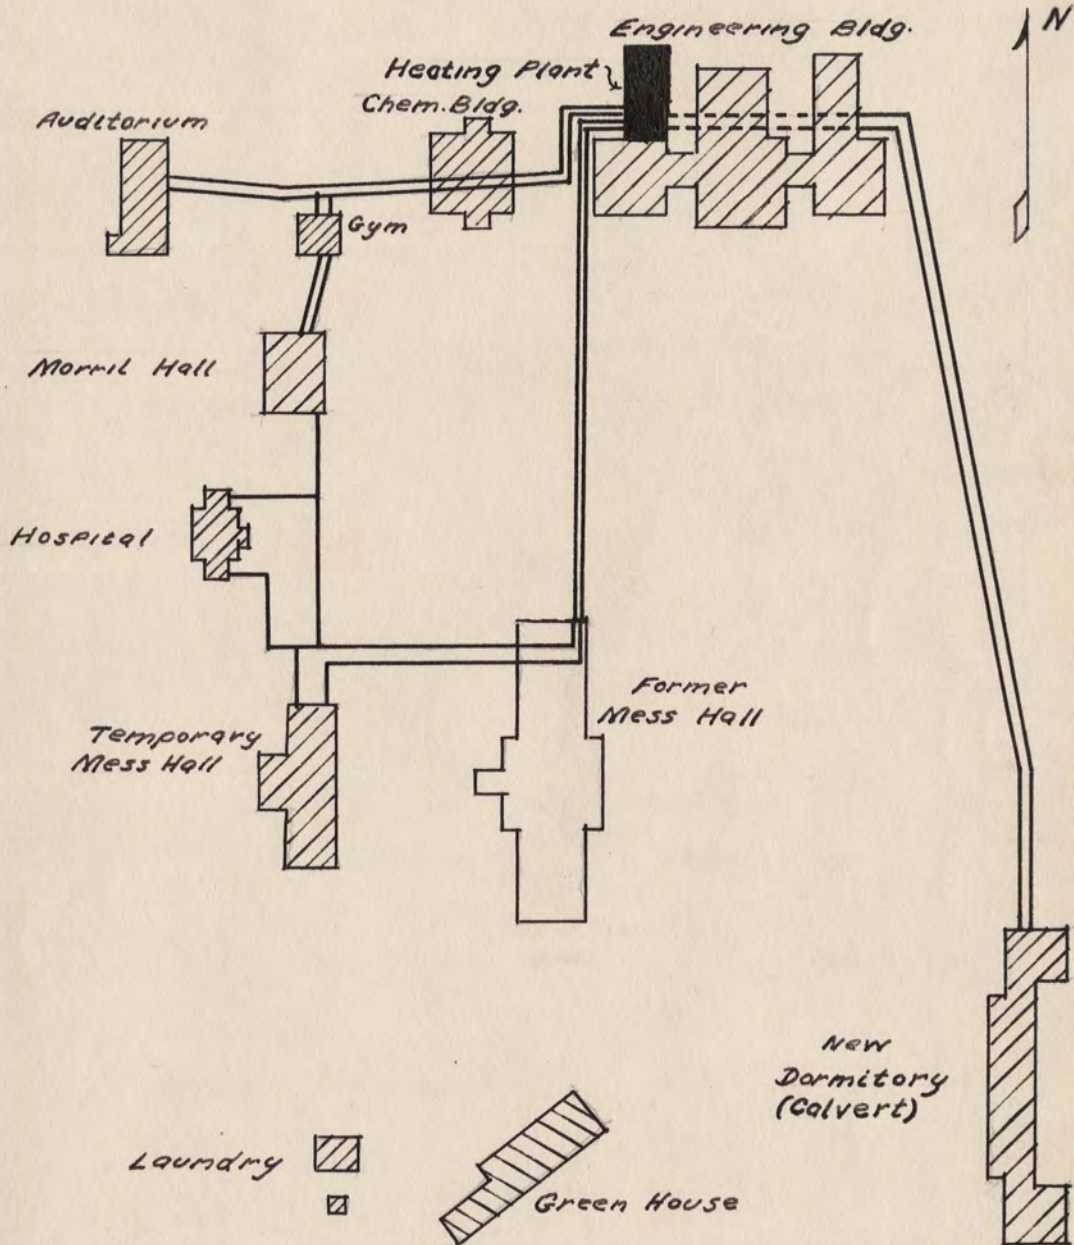 Engineering Bldg.
N
Heating Plant
Chem. Bldg.
Auditorium
Gym
Morril Hall
Hospital
Former
Mess Hall
Temporary
Mess Hall
New
Dormitory
(Calvert)
Laundry
Green House